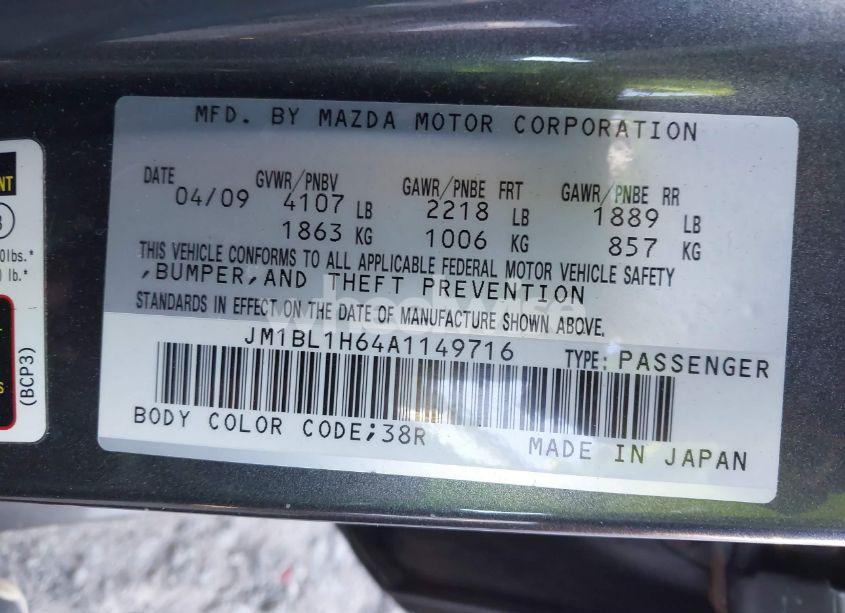 MFD. BY MAZDA MOTOR CORPORATION
DATE GVWR/PNBV GAWR/PNBE FRT GAWR/PNBE RR
04/09 4107 LB 2218 LB 1889 LB
1863 KG 1006 KG 857 KG
THIS VEHICLE CONFORMS TO ALL APPLICABLE FEDERAL MOTOR VEHICLE SAFETY
,BUMPER,AND THEFT PREVENTION
STANDARDS IN EFFECT ON THE DATE OF MANUFACTURE SHOWN ABOVE.
JM1BL1H64A1149716 TYPE: PASSENGER
BODY COLOR CODE;38R
MADE IN JAPAN
NT
0lbs.*
lb.*
S
(BCP3)